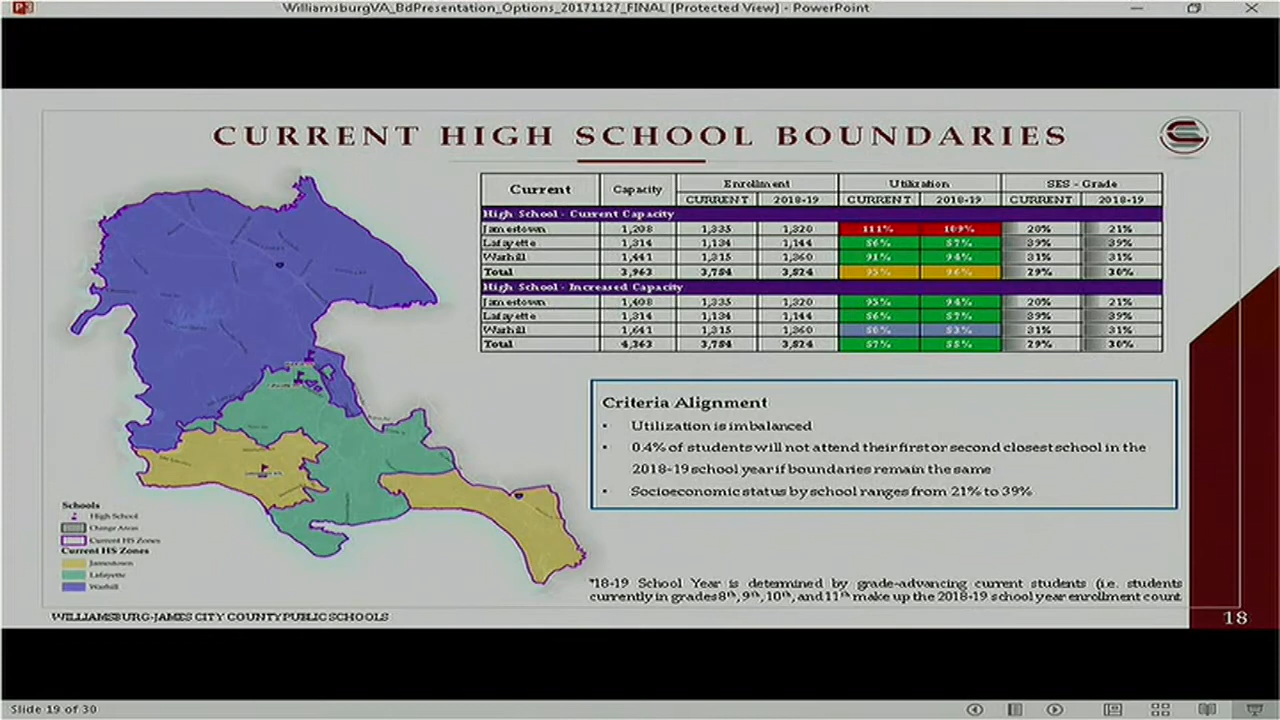 WilliamsburgVA_BdPresentation_Options_20171127_FINAL [Protected View] - PowerPoint
CURRENT HIGH SCHOOL BOUNDARIES
Current Capacity Enrollment Utilization SES - Grade
CURRENT 2018-19 CURRENT 2018-19 CURRENT 2018-19
High School - Current Capacity
Jamestown 1,208 1,335 1,320 111% 109% 20% 21%
Lafayette 1,314 1,134 1,144 86% 87% 39% 39%
Warhill 1,441 1,315 1,360 91% 94% 31% 31%
Total 3,963 3,784 3,824 95% 96% 29% 30%
High School - Increased Capacity
Jamestown 1,408 1,335 1,320 95% 94% 20% 21%
Lafayette 1,314 1,134 1,144 86% 87% 39% 39%
Warhill 1,641 1,315 1,360 80% 83% 31% 31%
Total 4,363 3,784 3,824 87% 88% 29% 30%
Criteria Alignment
• Utilization is imbalanced
• 0.4% of students will not attend their first or second closest school in the
2018-19 school year if boundaries remain the same
• Socioeconomic status by school ranges from 21% to 39%
Schools
High School
Change Areas
Current HS Zones
Current HS Zones
Jamestown
Lafayette
Warhill
*18-19 School Year is determined by grade-advancing current students (i.e. students
currently in grades 8th, 9th, 10th, and 11th make up the 2018-19 school year enrollment count
WILLIAMSBURG-JAMES CITY COUNTY PUBLIC SCHOOLS
18
Slide 19 of 30